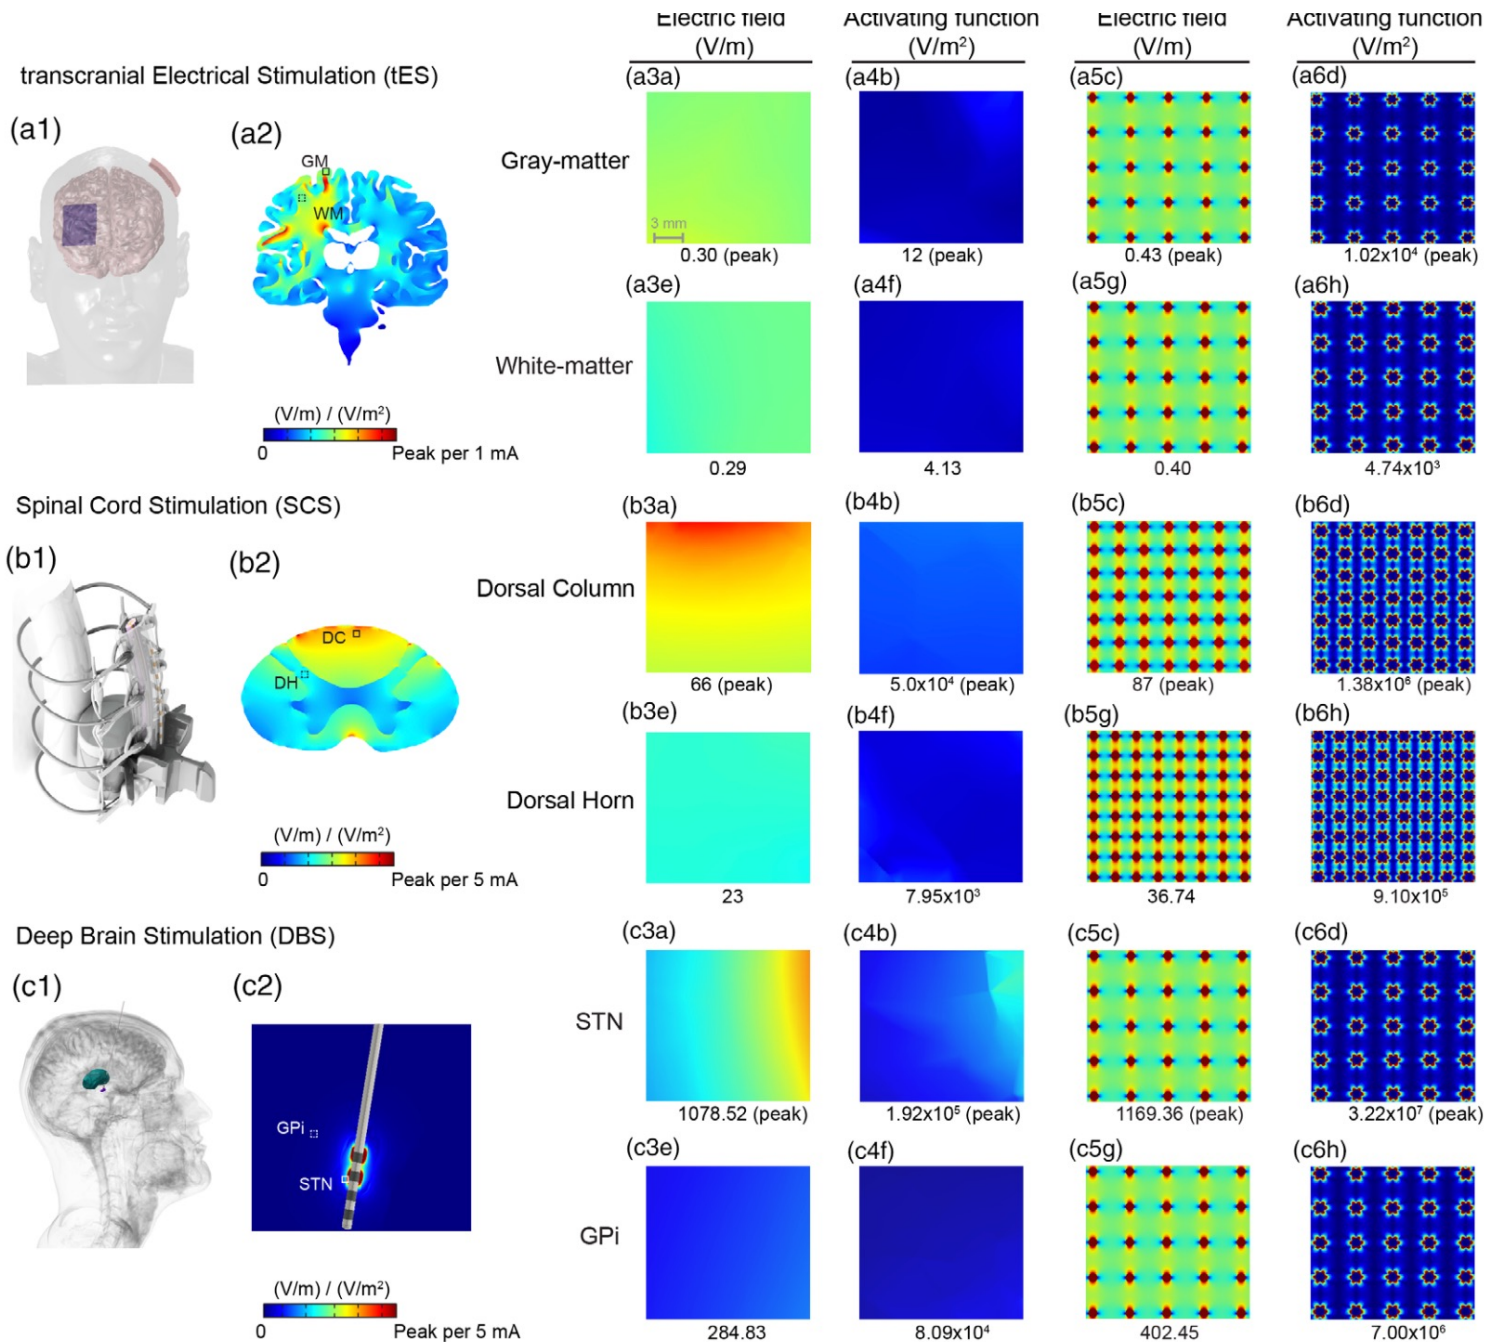 Electric field Activating function Electric field Activating function
(V/m) (V/m²) (V/m) (V/m²)
transcranial Electrical Stimulation (tES)
(a3a) (a4b) (a5c) (a6d)
(a1) (a2)
GM
WM
Gray-matter
3 mm
0.30 (peak) 12 (peak) 0.43 (peak) 1.02x10⁴ (peak)
(a3e) (a4f) (a5g) (a6h)
White-matter
(V/m) / (V/m²)
0 Peak per 1 mA
0.29 4.13 0.40 4.74x10³
Spinal Cord Stimulation (SCS)
(b3a) (b4b) (b5c) (b6d)
(b1) (b2)
Dorsal Column
DC
DH
66 (peak) 5.0x10⁴ (peak) 87 (peak) 1.38x10⁶ (peak)
(b3e) (b4f) (b5g) (b6h)
Dorsal Horn
(V/m) / (V/m²)
0 Peak per 5 mA
23 7.95x10³ 36.74 9.10x10⁵
Deep Brain Stimulation (DBS)
(c3a) (c4b) (c5c) (c6d)
(c1) (c2)
STN
GPi
STN
1078.52 (peak) 1.92x10⁵ (peak) 1169.36 (peak) 3.22x10⁷ (peak)
(c3e) (c4f) (c5g) (c6h)
GPi
(V/m) / (V/m²)
0 Peak per 5 mA
284.83 8.09x10⁴ 402.45 7.00x10⁶